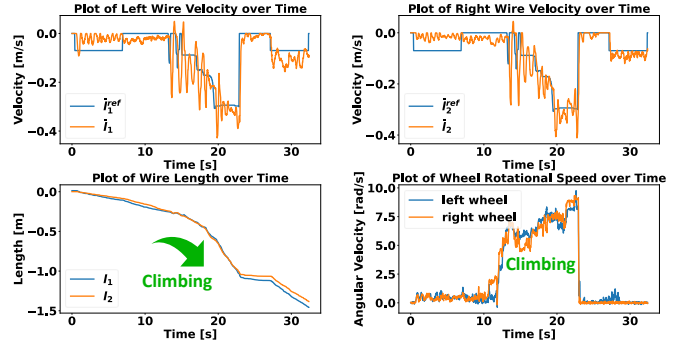 Plot of Left Wire Velocity over Time
Velocity [m/s]
0.0
−0.2
−0.4
l̇₁ʳᵉᶠ
l̇₁
0
10
20
30
Time [s]
Plot of Right Wire Velocity over Time
Velocity [m/s]
0.0
−0.2
−0.4
l̇₂ʳᵉᶠ
l̇₂
0
10
20
30
Time [s]
Plot of Wire Length over Time
Length [m]
0.0
−0.5
−1.0
−1.5
l₁
l₂
Climbing
0
10
20
30
Time [s]
Plot of Wheel Rotational Speed over Time
Angular Velocity [rad/s]
10.0
7.5
5.0
2.5
0.0
left wheel
right wheel
Climbing
0
10
20
30
Time [s]